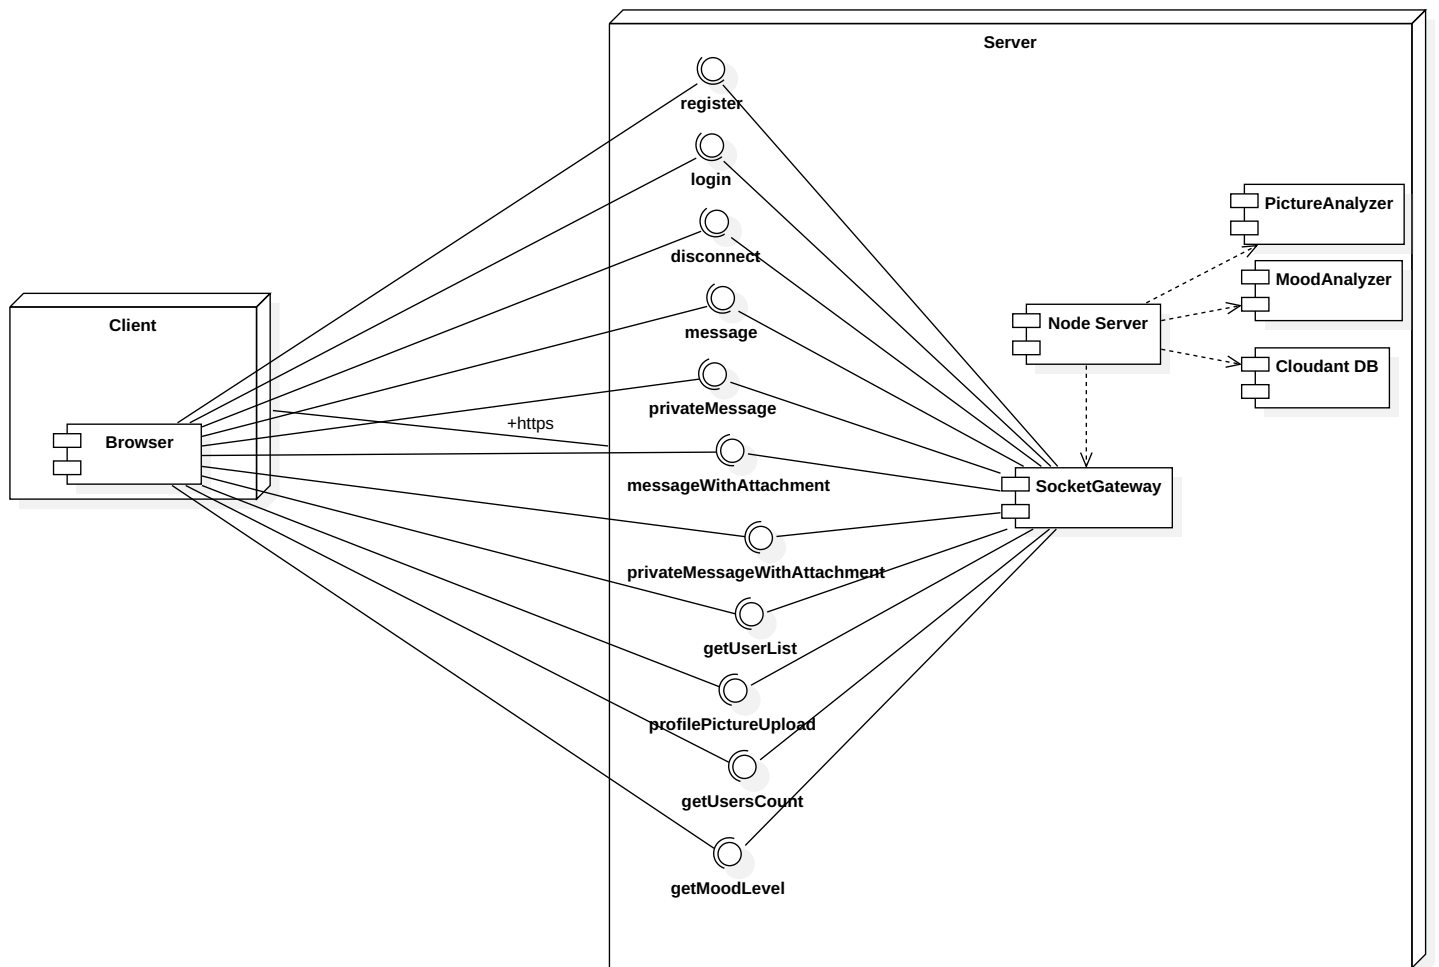 Server
register
login
disconnect
message
privateMessage
messageWithAttachment
privateMessageWithAttachment
getUserList
profilePictureUpload
getUsersCount
getMoodLevel
Client
Browser
+https
PictureAnalyzer
MoodAnalyzer
Node Server
Cloudant DB
SocketGateway